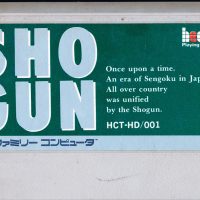 SHO
GUN
Playing
Once upon a time.
An era of Sengoku in Jap
All over country
was unified
by the Shogun.
HCT-HD/001
ファミリー コンピュータ